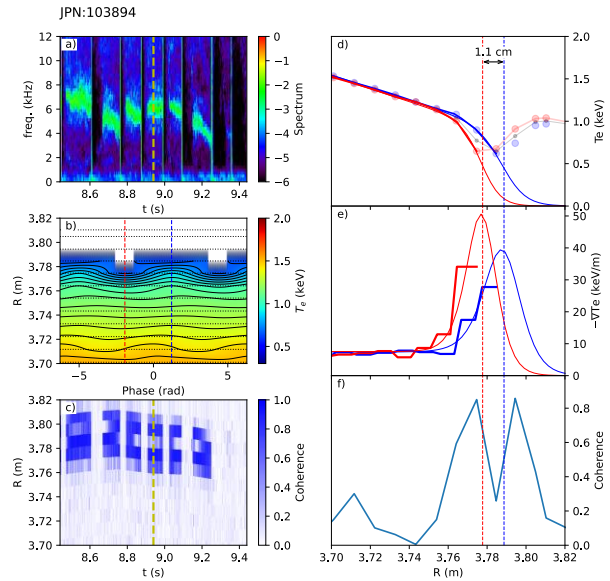 JPN:103894
a)
freq. (kHz)
12
10
8
6
4
2
0
8.6 8.8 9.0 9.2 9.4
t (s)
0
−1
−2
−3
−4
−5
−6
Spectrum
b)
R (m)
3.82
3.80
3.78
3.76
3.74
3.72
3.70
−5 0 5
Phase (rad)
2.0
1.5
1.0
0.5
T_e (keV)
c)
R (m)
3.82
3.80
3.78
3.76
3.74
3.72
3.70
8.6 8.8 9.0 9.2 9.4
t (s)
1.0
0.8
0.6
0.4
0.2
0.0
Coherence
d)
1.1 cm
2.0
1.5
1.0
0.5
0.0
Te (keV)
e)
50
40
30
20
10
0
−∇Te (keV/m)
f)
0.8
0.6
0.4
0.2
0.0
Coherence
3.70 3.72 3.74 3.76 3.78 3.80 3.82
R (m)